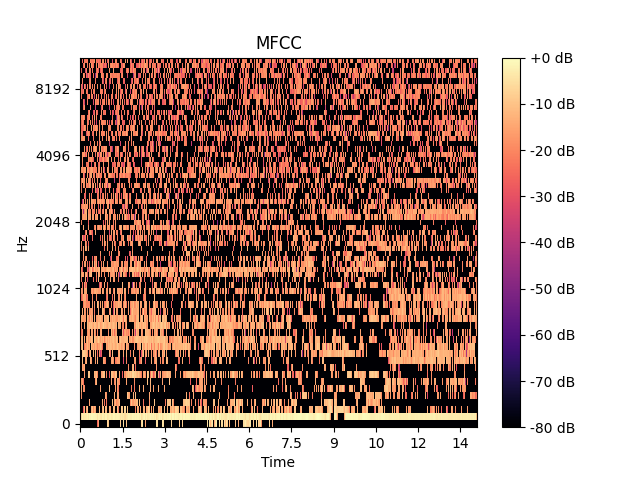 MFCC
Hz
8192
4096
2048
1024
512
0
0 1.5 3 4.5 6 7.5 9 10 12 14
Time
+0 dB
-10 dB
-20 dB
-30 dB
-40 dB
-50 dB
-60 dB
-70 dB
-80 dB